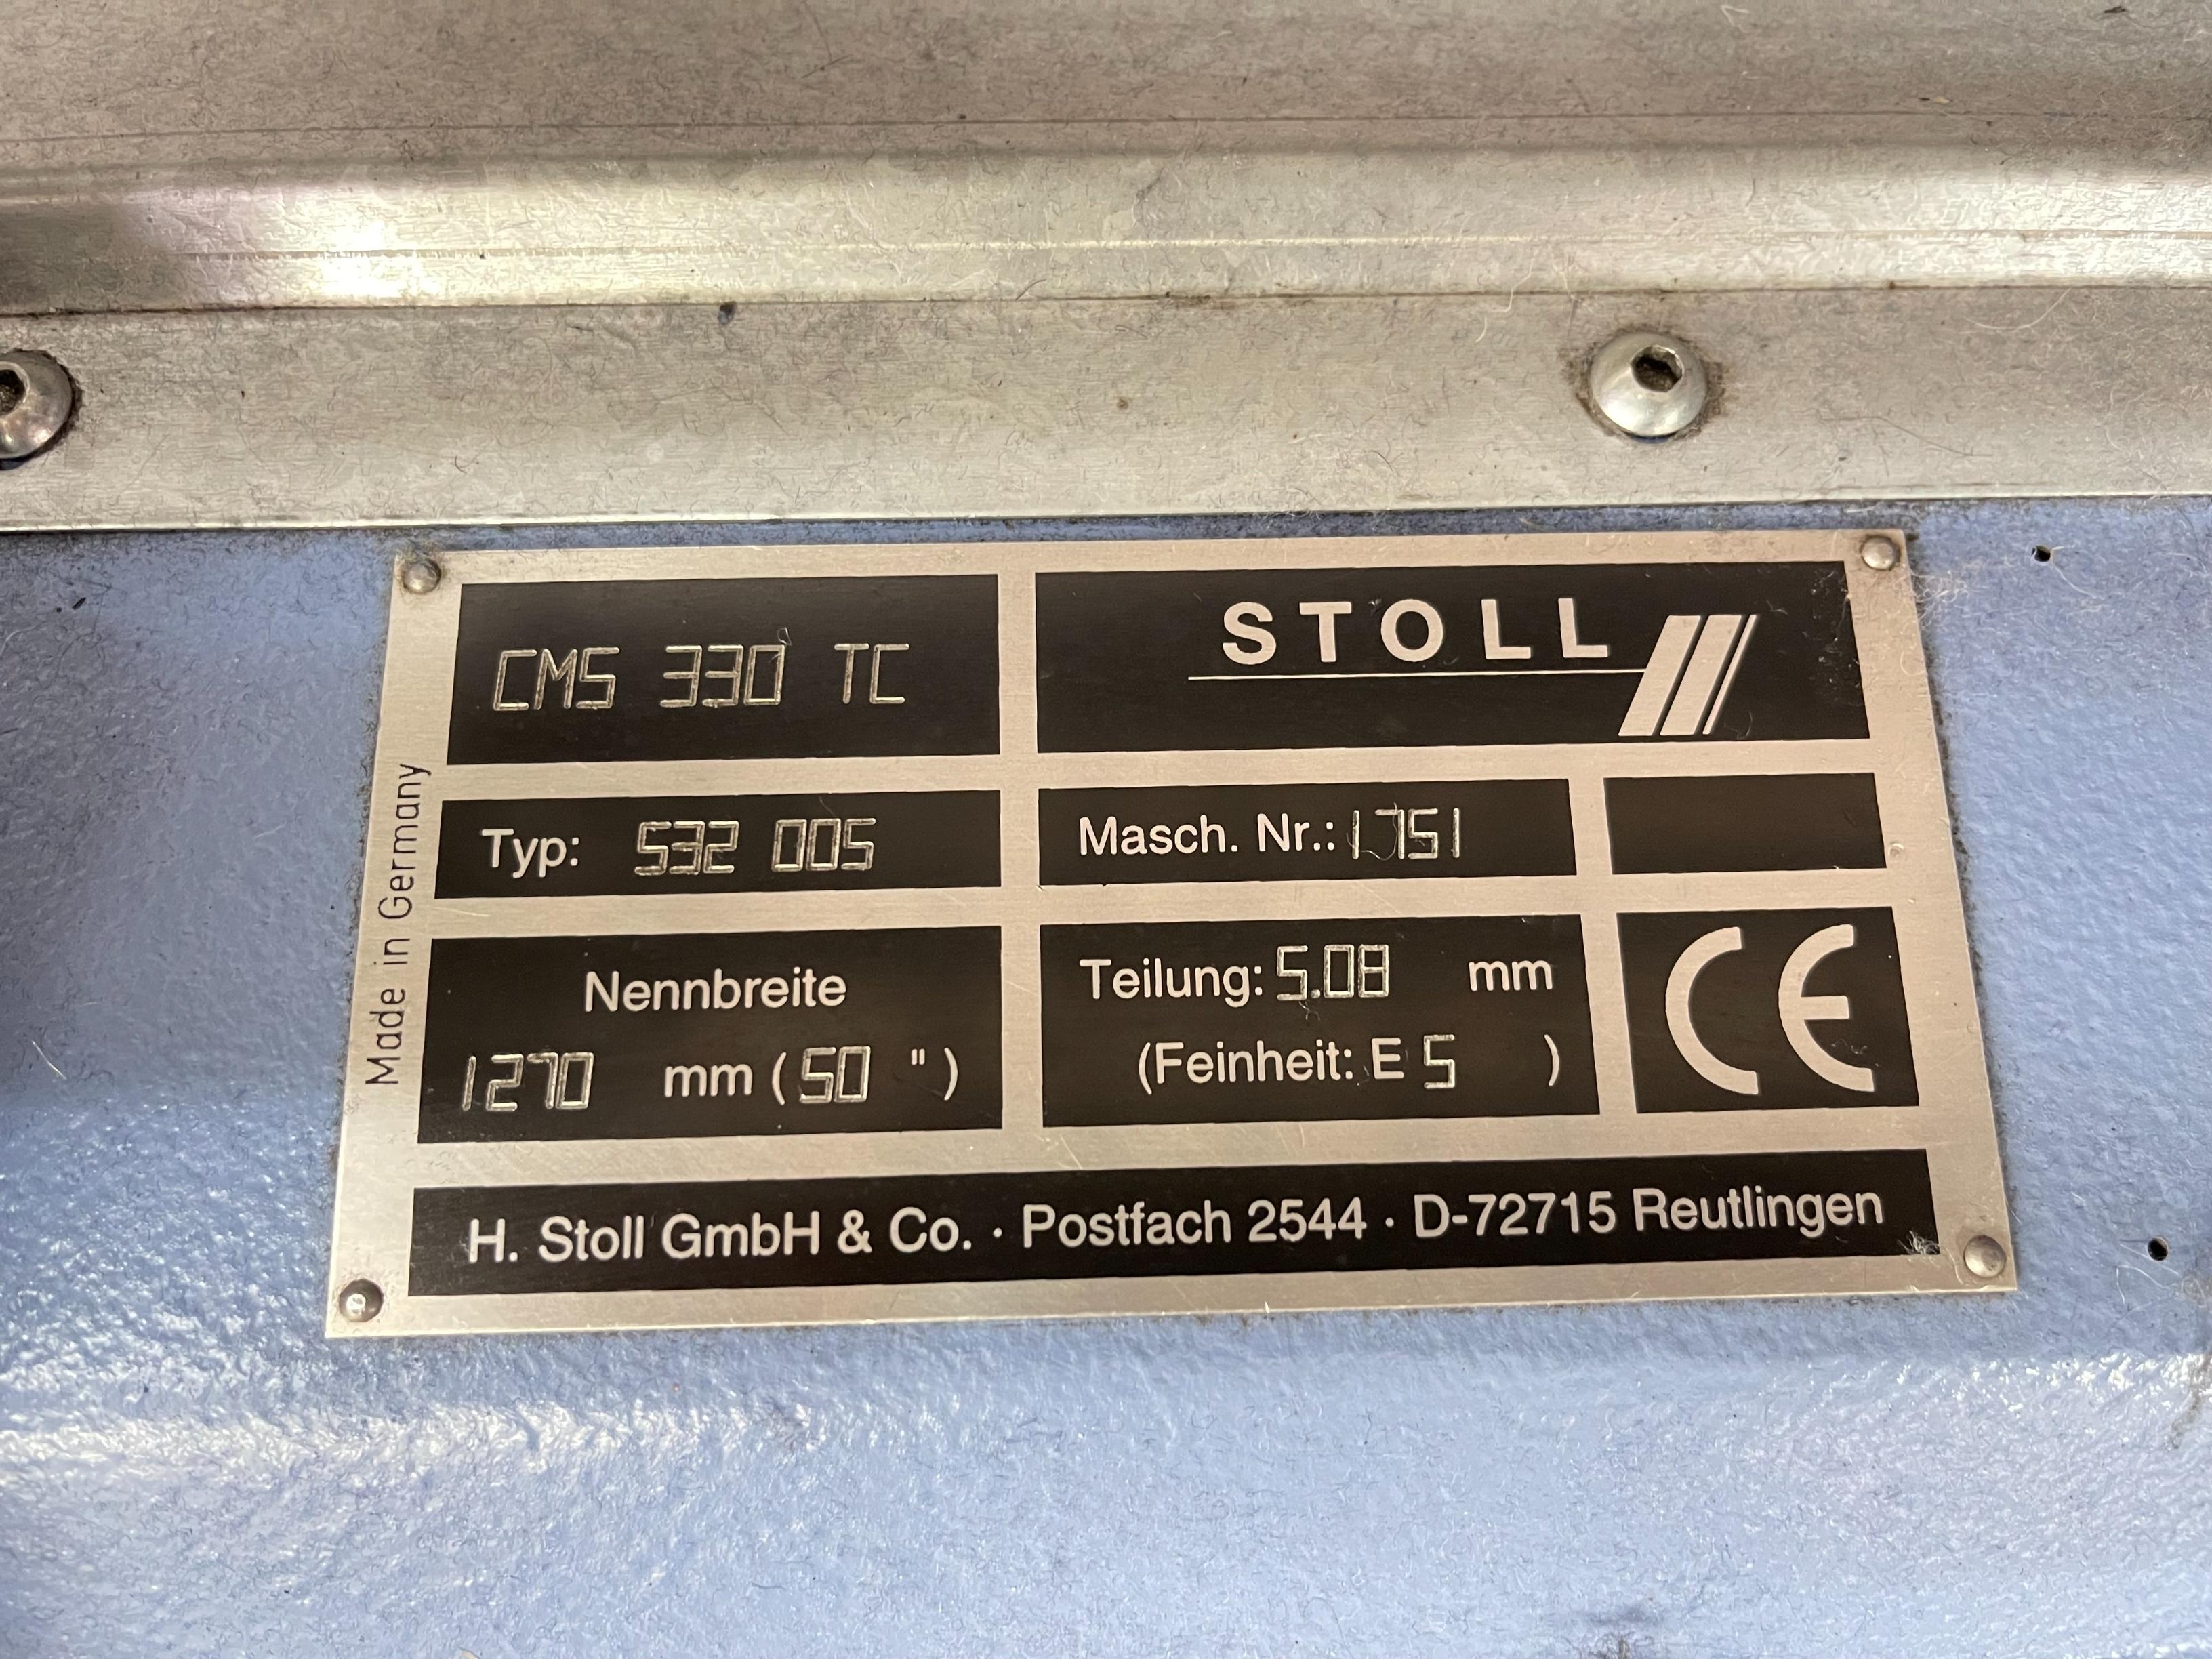 CMS 330 TC
STOLL
Typ: 532 005
Masch. Nr.: 1751
Nennbreite
1270 mm ( 50 " )
Teilung: 5.08 mm
(Feinheit: E 5 )
CE
H. Stoll GmbH & Co. · Postfach 2544 · D-72715 Reutlingen
Made in Germany